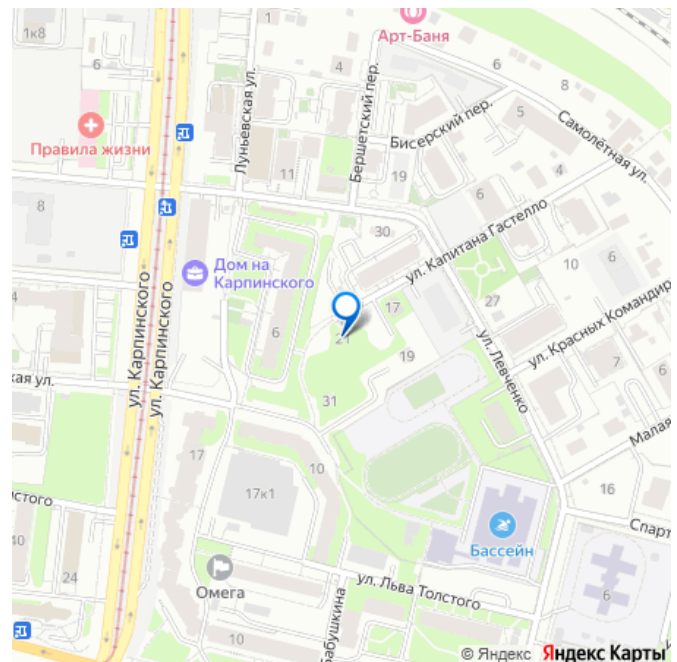 1к8
1
Арт-Баня
6
4
6
8
5
Луньевская ул.
Бершетский пер.
Бисерский пер.
Самолётная ул.
Правила жизни
11
19
6
4
8
30
ул. Капитана Гастелло
6
10
Дом на
Карпинского
ул. Карпинского
ул. Карпинского
27
17
21
6
19
ул. Левченко
ул. Красных Командир
7
6
4
ская ул.
31
Малая
17
10
17к1
16
лстого
Бассейн
Спарт
40
24
Омега
ул. Льва Толстого
6
10
Бабушкина
© Яндекс Яндекс Карты